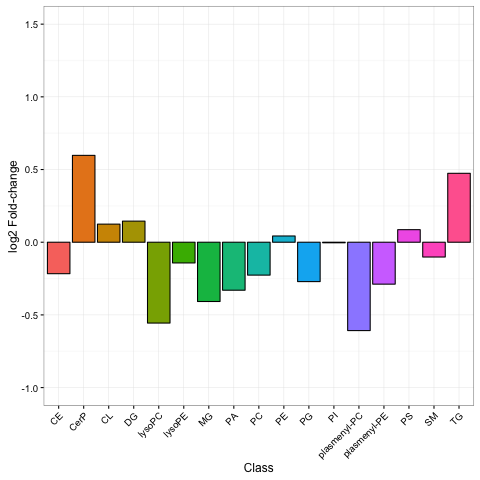 log2 Fold-change
1.5
1.0
0.5
0.0
-0.5
-1.0
CE
CerP
CL
DG
lysoPC
lysoPE
MG
PA
PC
PE
PG
PI
plasmenyl-PC
plasmenyl-PE
PS
SM
TG
Class